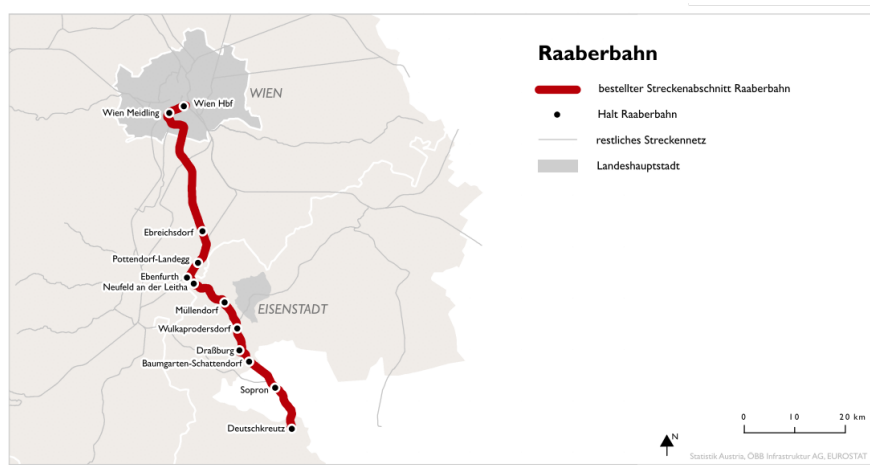 Raaberbahn
bestellter Streckenabschnitt Raaberbahn
Halt Raaberbahn
restliches Streckennetz
Landeshauptstadt
WIEN
Wien Hbf
Wien Meidling
Ebreichsdorf
Pottendorf-Landegg
Ebenfurth
Neufeld an der Leitha
EISENSTADT
Müllendorf
Wulkaprodersdorf
Draßburg
Baumgarten-Schattendorf
Sopron
Deutschkreutz
0 10 20 km
N
Statistik Austria, ÖBB Infrastruktur AG, EUROSTAT